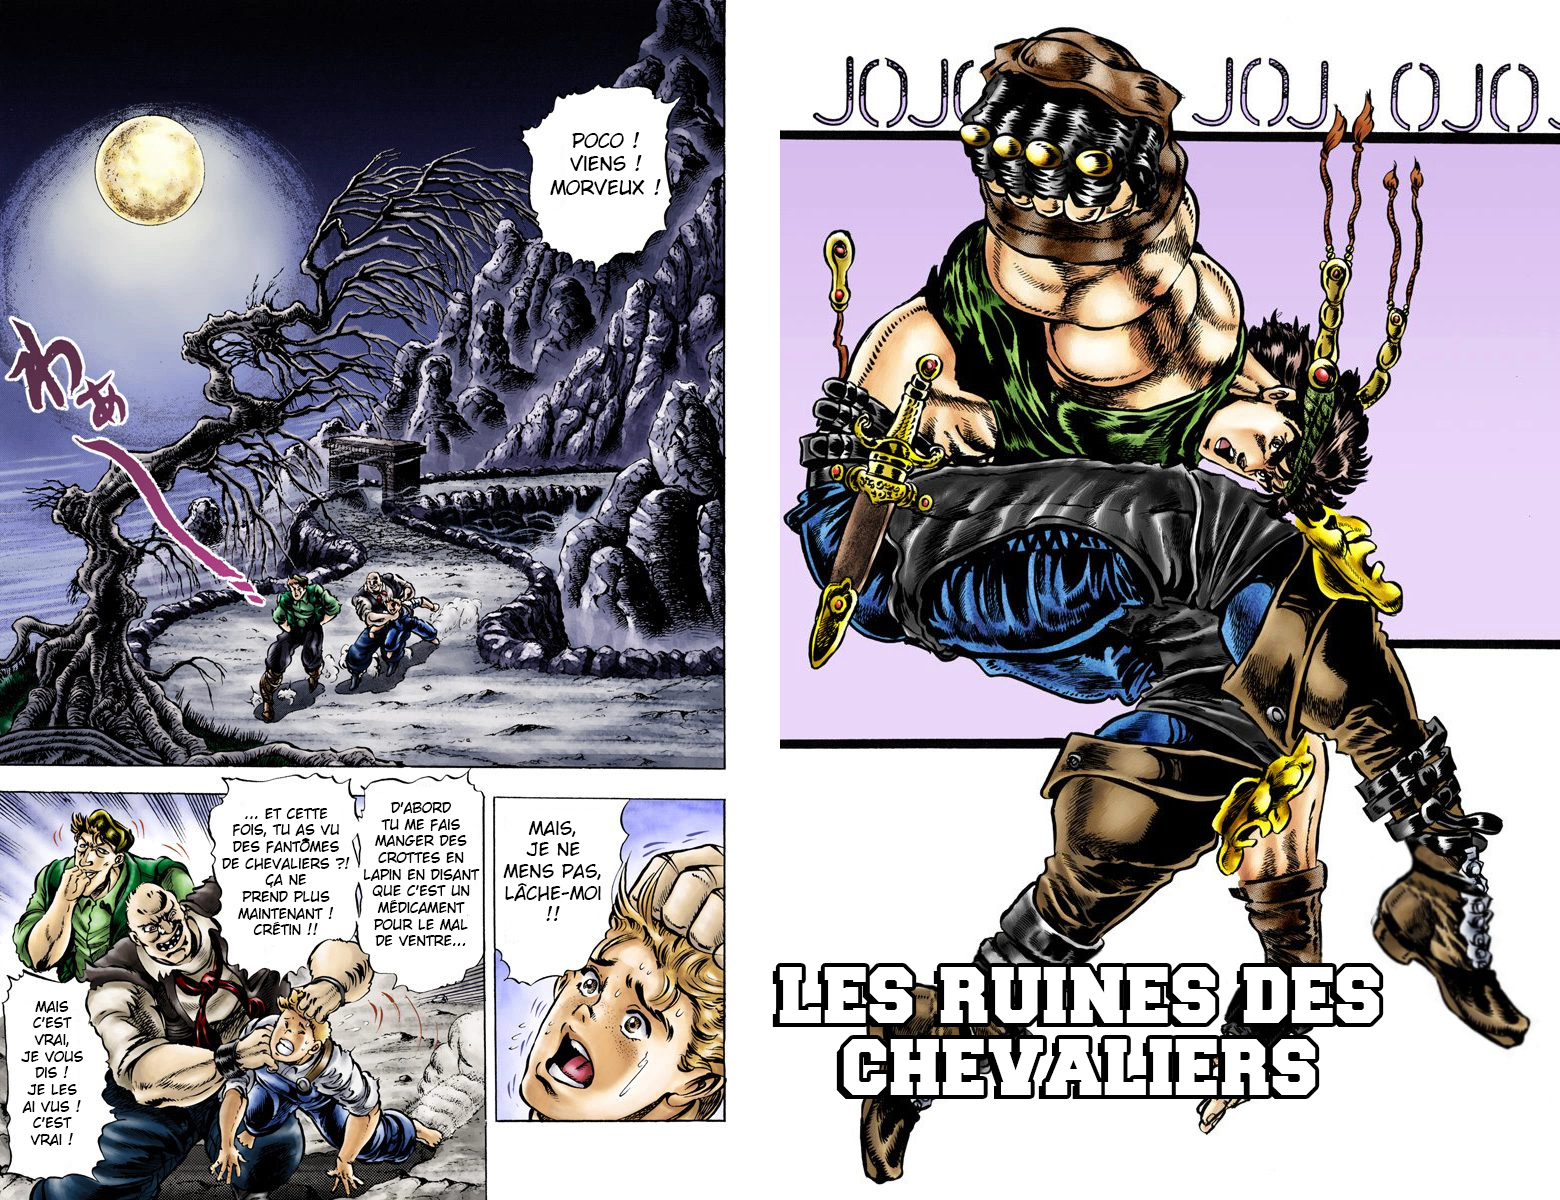 JOJO JOJ OJOJ
LES RUINES DES
CHEVALIERS
POCO !
VIENS !
MORVEUX !
わぁ
MAIS,
JE NE
MENS PAS,
LÂCHE-MOI
!!
D'ABORD
TU ME FAIS
MANGER DES
CROTTES EN
LAPIN EN DISANT
QUE C'EST UN
MÉDICAMENT
POUR LE MAL
DE VENTRE...
... ET CETTE
FOIS, TU AS VU
DES FANTÔMES
DE CHEVALIERS ?!
ÇA NE
PREND PLUS
MAINTENANT !
CRÉTIN !!
MAIS
C'EST
VRAI,
JE VOUS
DIS !
JE LES
AI VUS !
C'EST
VRAI !